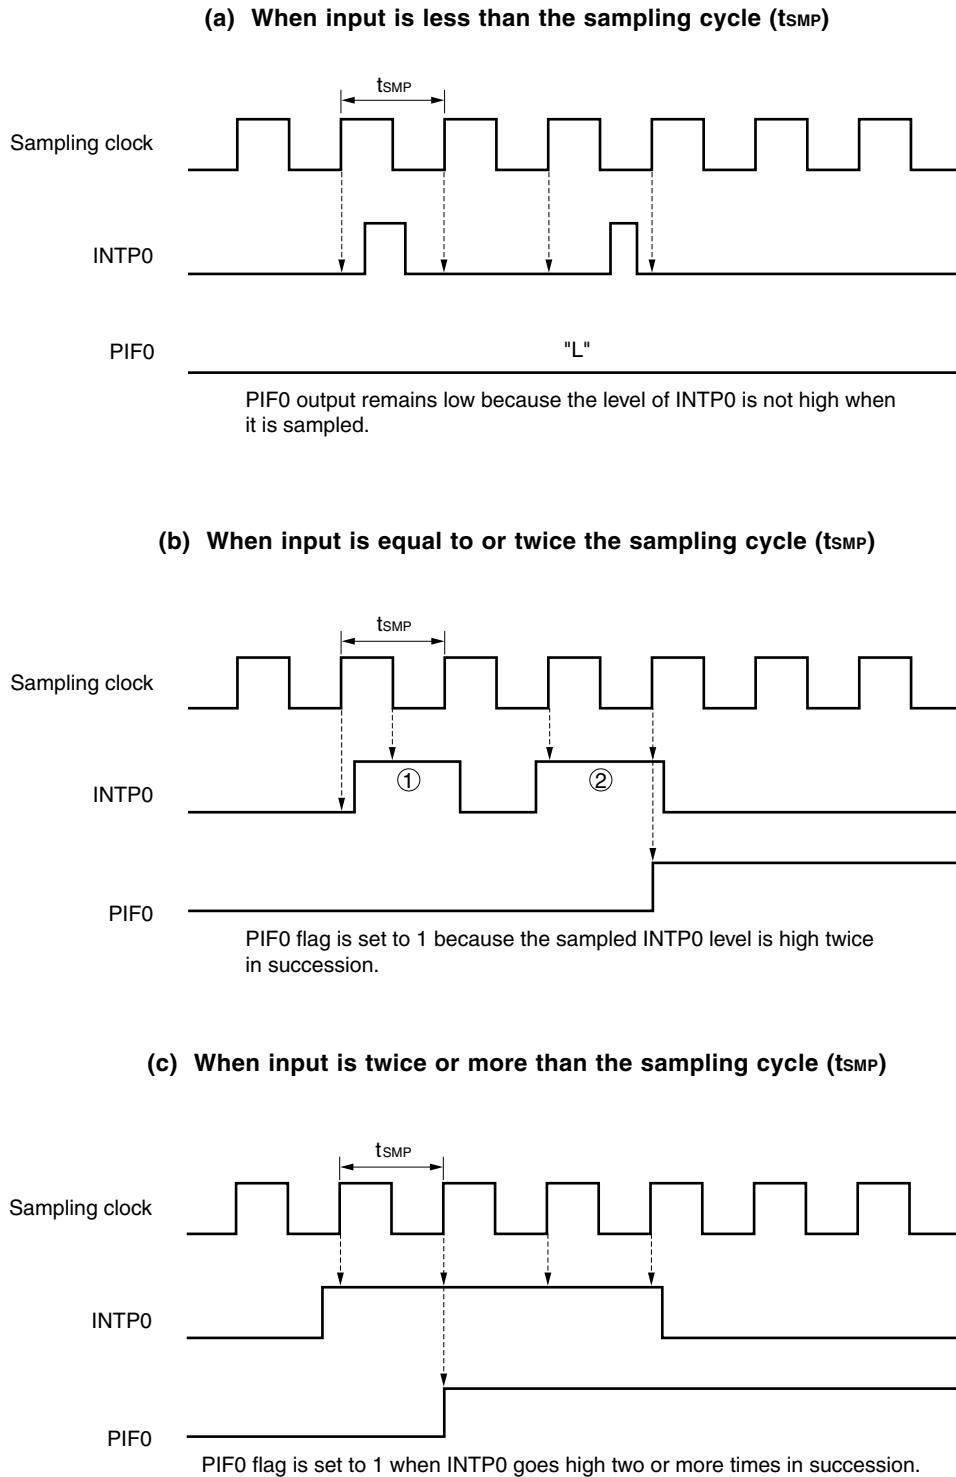 (a) When input is less than the sampling cycle (tSMP)
tSMP
Sampling clock
INTP0
PIF0
"L"
PIF0 output remains low because the level of INTP0 is not high when
it is sampled.
(b) When input is equal to or twice the sampling cycle (tSMP)
tSMP
Sampling clock
① ②
INTP0
PIF0
PIF0 flag is set to 1 because the sampled INTP0 level is high twice
in succession.
(c) When input is twice or more than the sampling cycle (tSMP)
tSMP
Sampling clock
INTP0
PIF0
PIF0 flag is set to 1 when INTP0 goes high two or more times in succession.